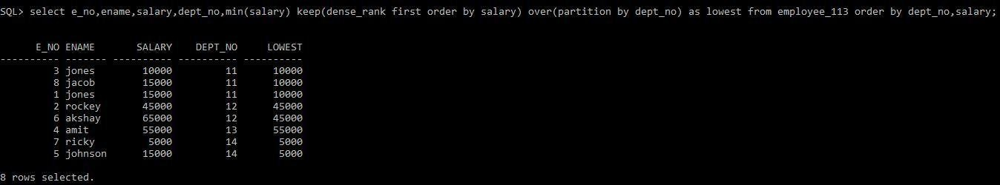 SQL> select e_no,ename,salary,dept_no,min(salary) keep(dense_rank first order by salary) over(partition by dept_no) as lowest from employee_113 order by dept_no,salary;
      E_NO ENAME       SALARY    DEPT_NO     LOWEST
---------- ------- ---------- ---------- ----------
         3 jones        10000         11      10000
         8 jacob        15000         11      10000
         1 jones        15000         11      10000
         2 rockey       45000         12      45000
         6 akshay       65000         12      45000
         4 amit         55000         13      55000
         7 ricky         5000         14       5000
         5 johnson      15000         14       5000
8 rows selected.